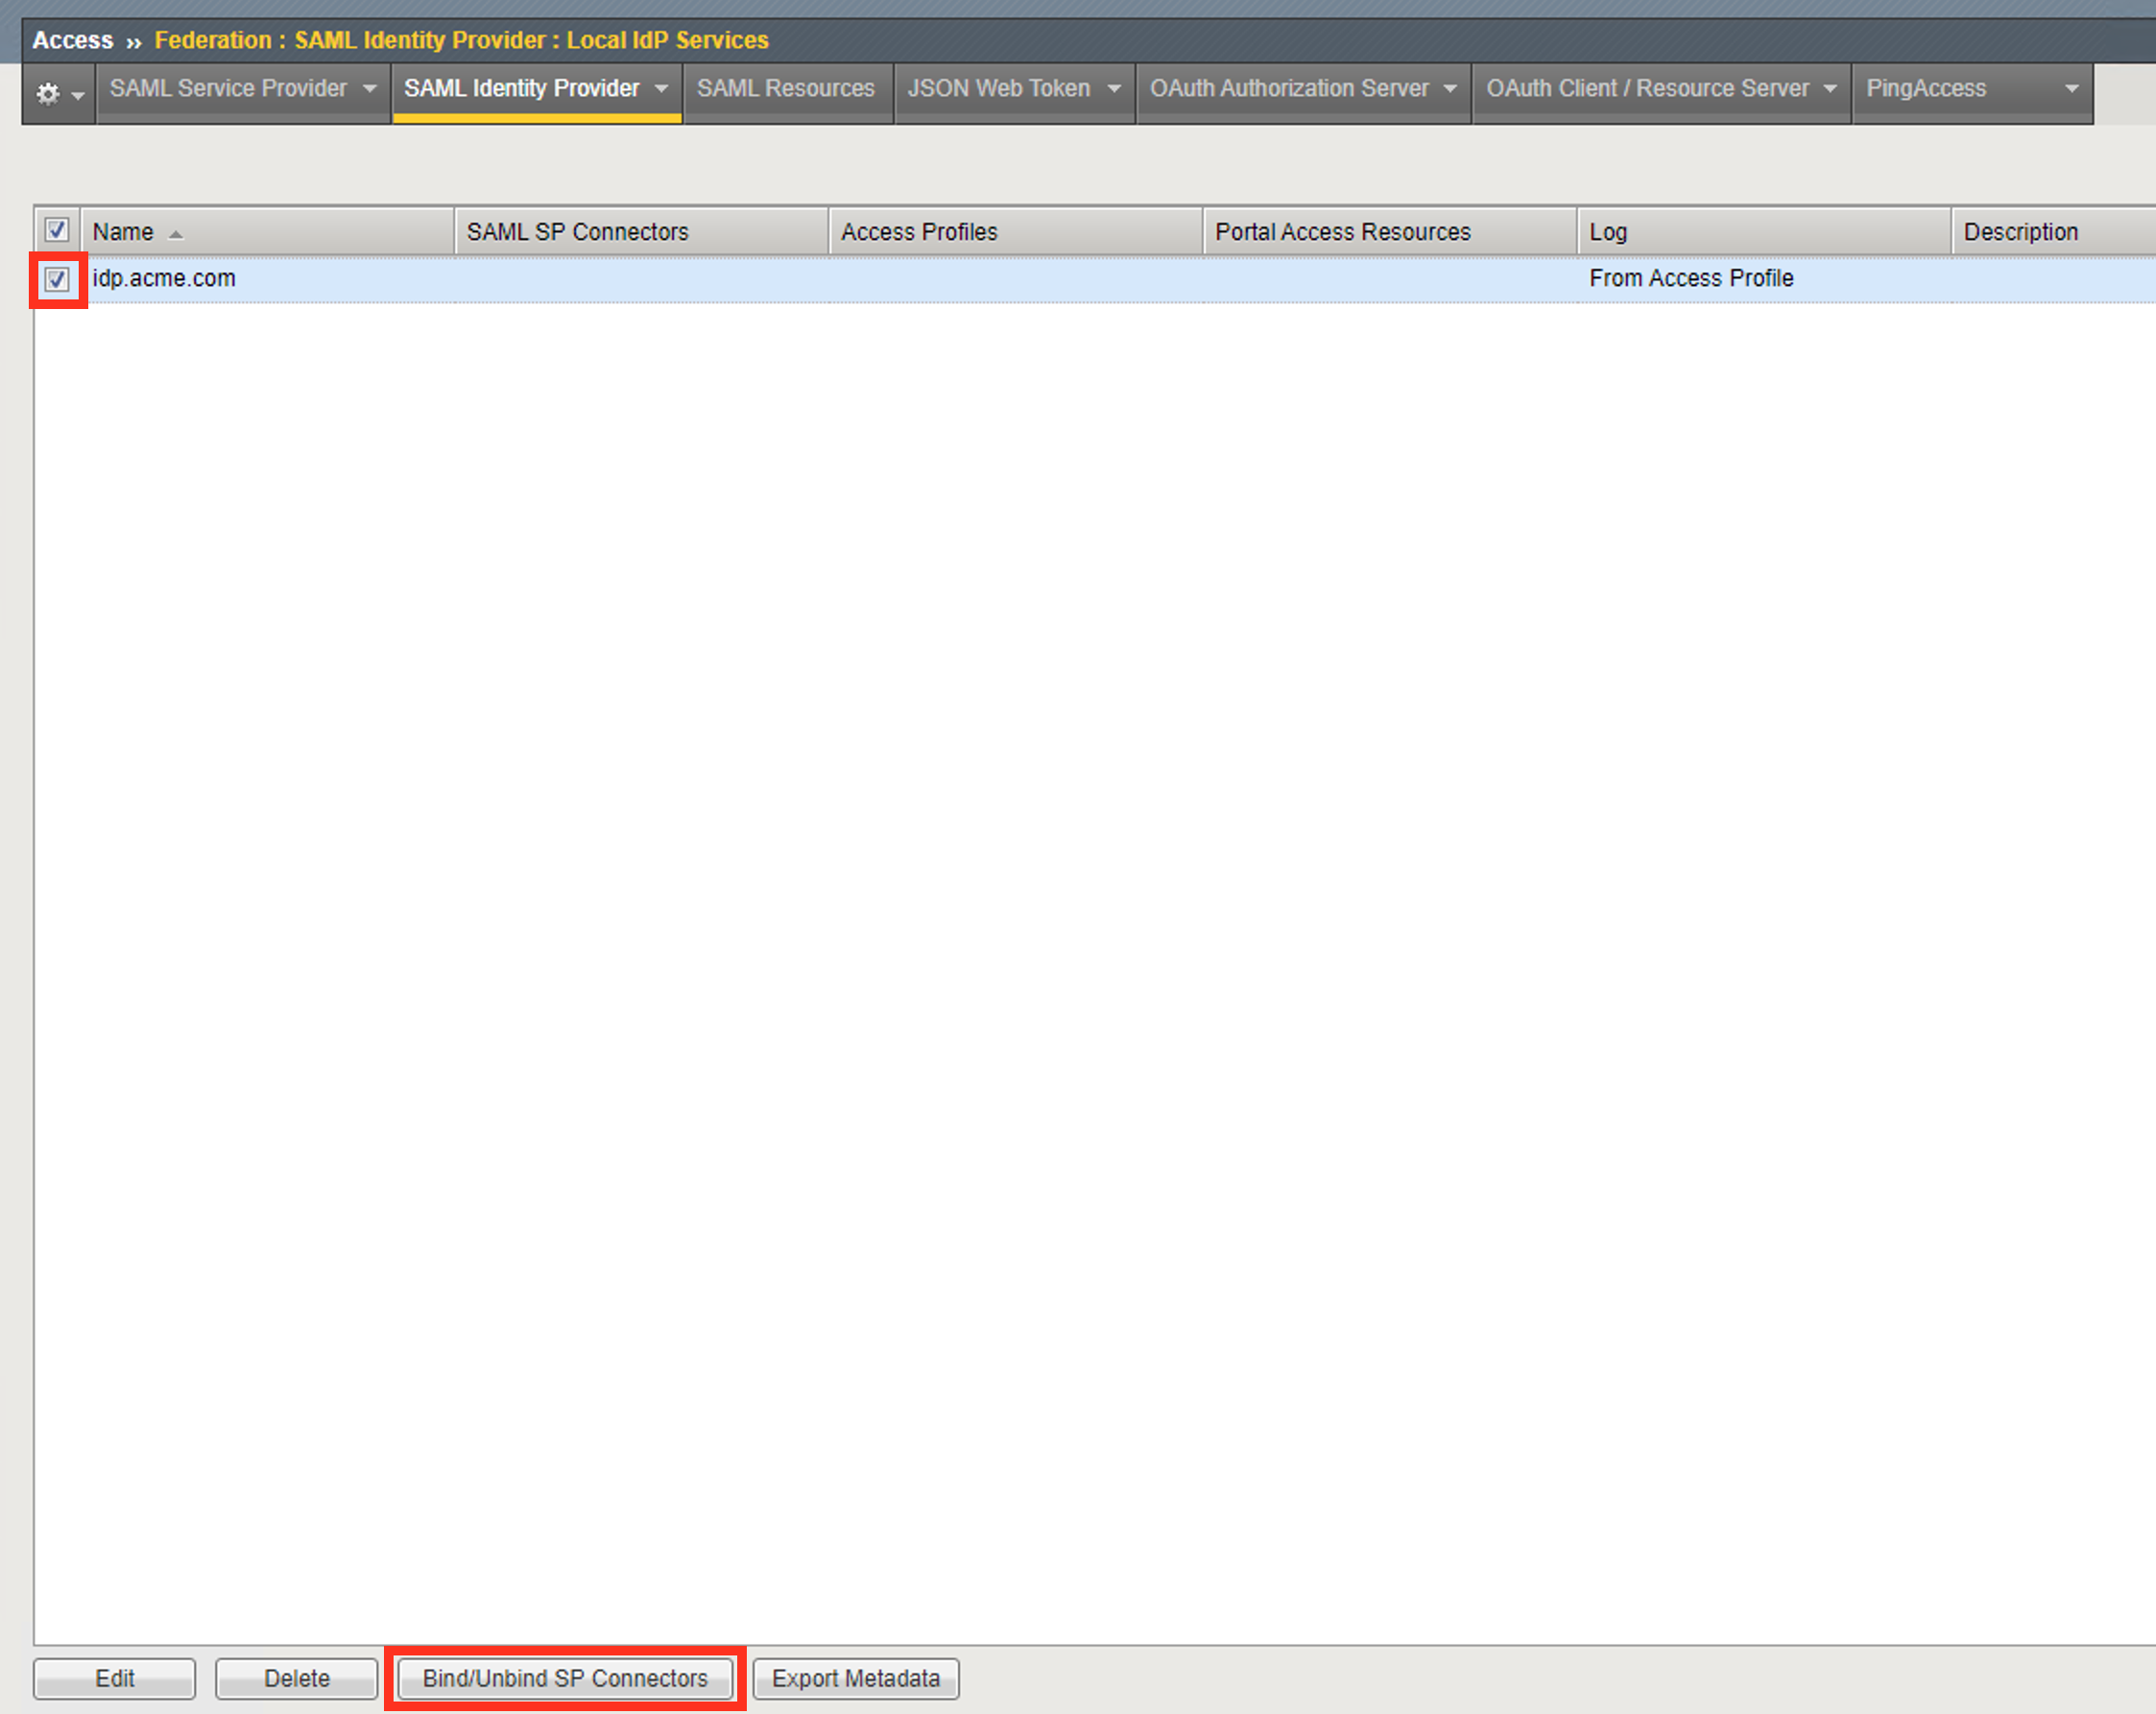 Access ›› Federation : SAML Identity Provider : Local IdP Services
SAML Service Provider SAML Identity Provider SAML Resources JSON Web Token OAuth Authorization Server OAuth Client / Resource Server PingAccess
Name SAML SP Connectors Access Profiles Portal Access Resources Log Description
idp.acme.com From Access Profile
Edit Delete Bind/Unbind SP Connectors Export Metadata